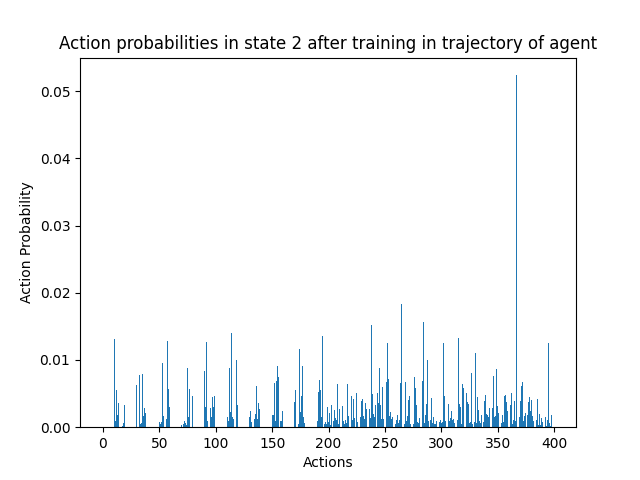 Action probabilities in state 2 after training in trajectory of agent
0.05
0.04
0.03
0.02
0.01
0.00
Action Probability
0 50 100 150 200 250 300 350 400
Actions